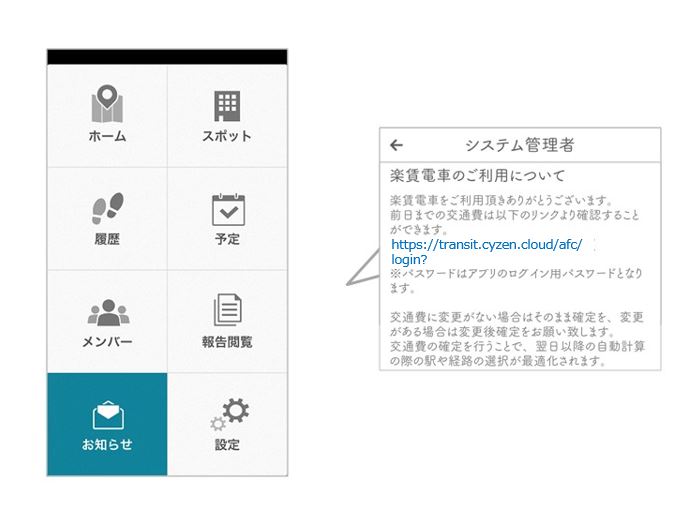 ホーム
スポット
履歴
予定
メンバー
報告閲覧
お知らせ
設定
システム管理者
楽賃電車のご利用について
楽賃電車をご利用頂きありがとうございます。
前日までの交通費は以下のリンクより確認すること
ができます。
https://transit.cyzen.cloud/afc/
login?
※パスワードはアプリのログイン用パスワードとなり
ます。
交通費に変更がない場合はそのまま確定を、変更
がある場合は変更後確定をお願い致します。
交通費の確定を行うことで、翌日以降の自動計算
の際の駅や経路の選択が最適化されます。